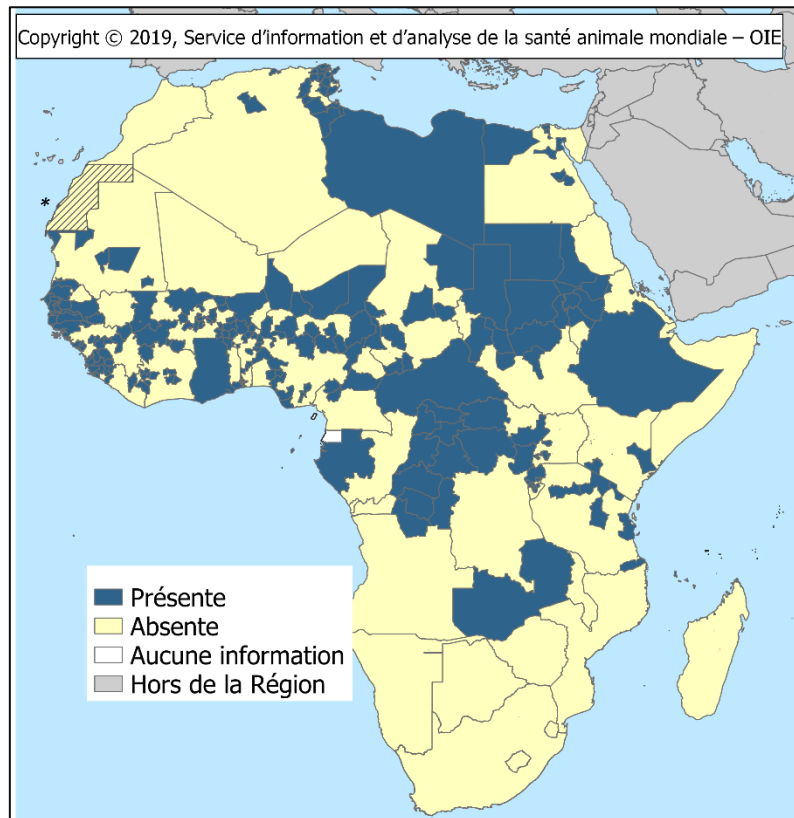 Copyright © 2019, Service d’information et d’analyse de la santé animale mondiale – OIE
*
Présente
Absente
Aucune information
Hors de la Région